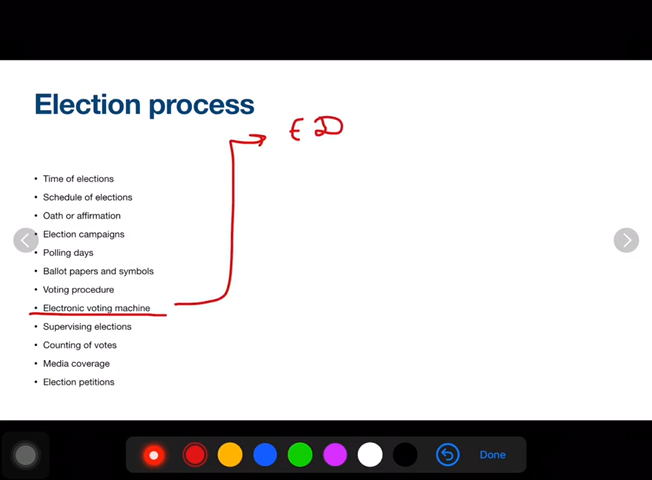 Election process
ED
• Time of elections
• Schedule of elections
• Oath or affirmation
• Election campaigns
• Polling days
• Ballot papers and symbols
• Voting procedure
• Electronic voting machine
• Supervising elections
• Counting of votes
• Media coverage
• Election petitions
Done